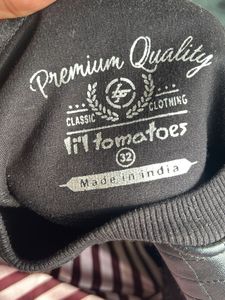 Premium Quality
CLASSIC CLOTHING
li'l tomatoes
32
Made in india